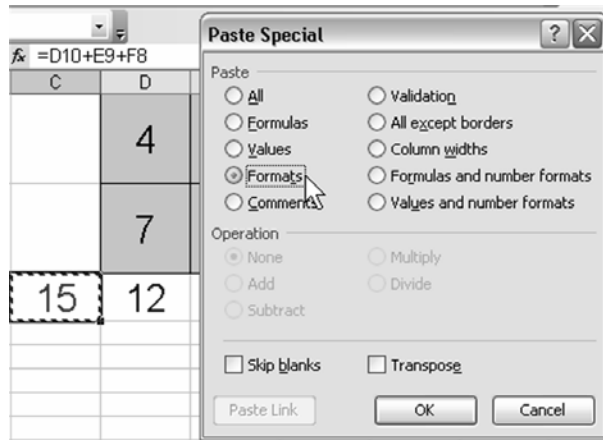 fx =D10+E9+F8
C D
4
7
15 12
Paste Special
Paste
All Validation
Formulas All except borders
Values Column widths
Formats Formulas and number formats
Comments Values and number formats
Operation
None Multiply
Add Divide
Subtract
Skip blanks Transpose
Paste Link OK Cancel